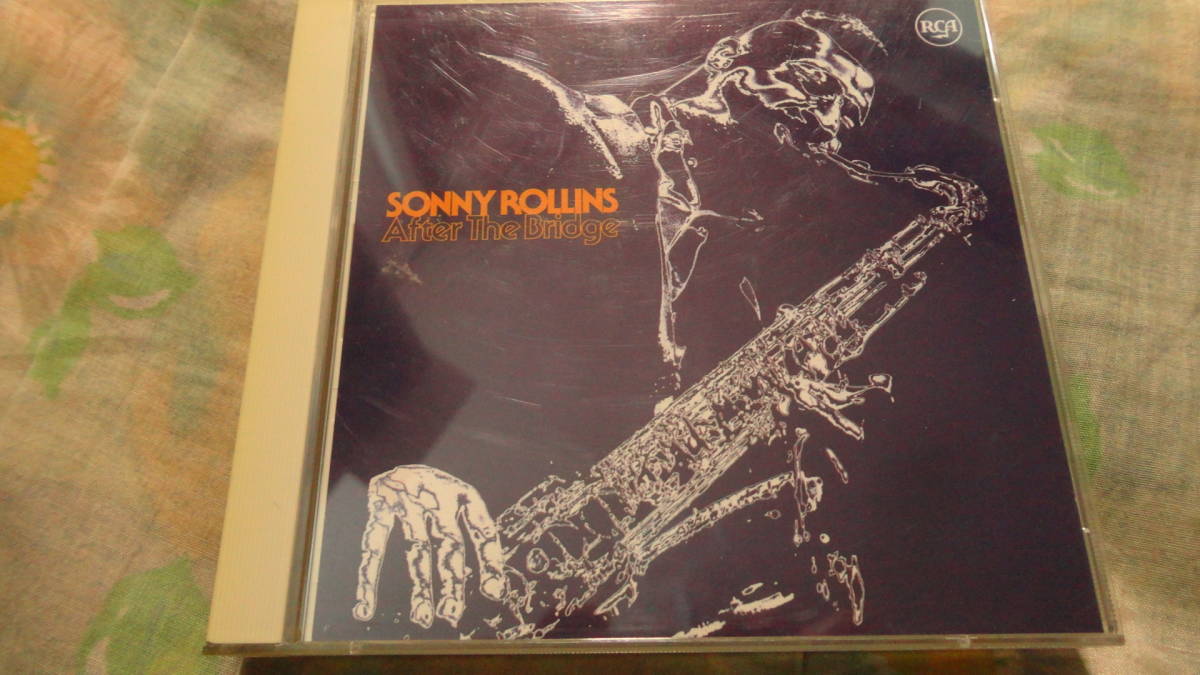 RCA
SONNY ROLLINS
After The Bridge